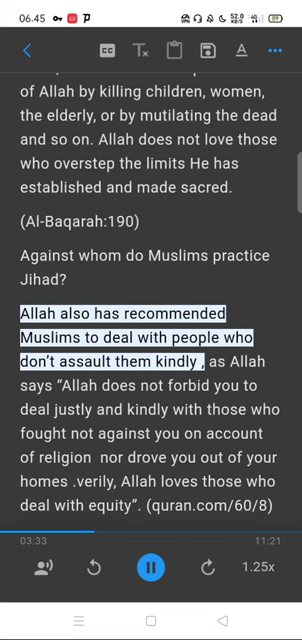 06.45
52.0 KB/s 4G 89
CC
of Allah by killing children, women,
the elderly, or by mutilating the dead
and so on. Allah does not love those
who overstep the limits He has
established and made sacred.
(Al-Baqarah:190)
Against whom do Muslims practice
Jihad?
Allah also has recommended
Muslims to deal with people who
don’t assault them kindly , as Allah
says “Allah does not forbid you to
deal justly and kindly with those who
fought not against you on account
of religion  nor drove you out of your
homes .verily, Allah loves those who
deal with equity”. (quran.com/60/8)
03:33 11:21
1.25x